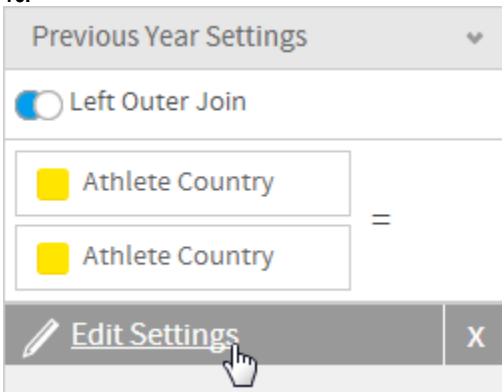 Previous Year Settings
Left Outer Join
Athlete Country
=
Athlete Country
Edit Settings
X